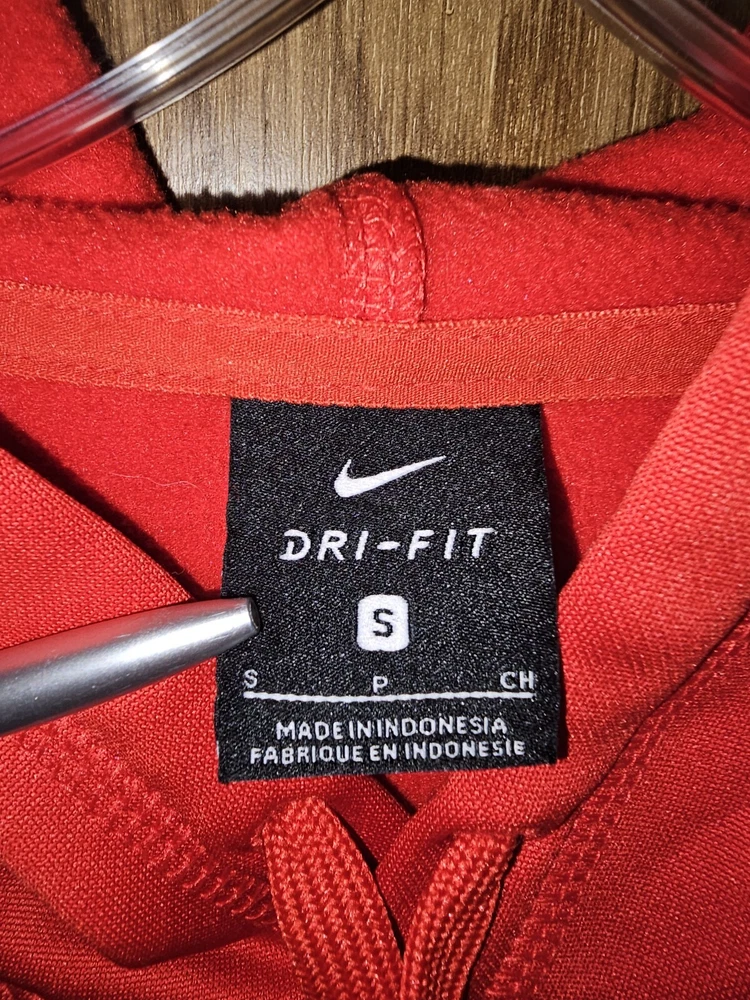 DRI-FIT
S
S P CH
MADE IN INDONESIA
FABRIQUE EN INDONESIE